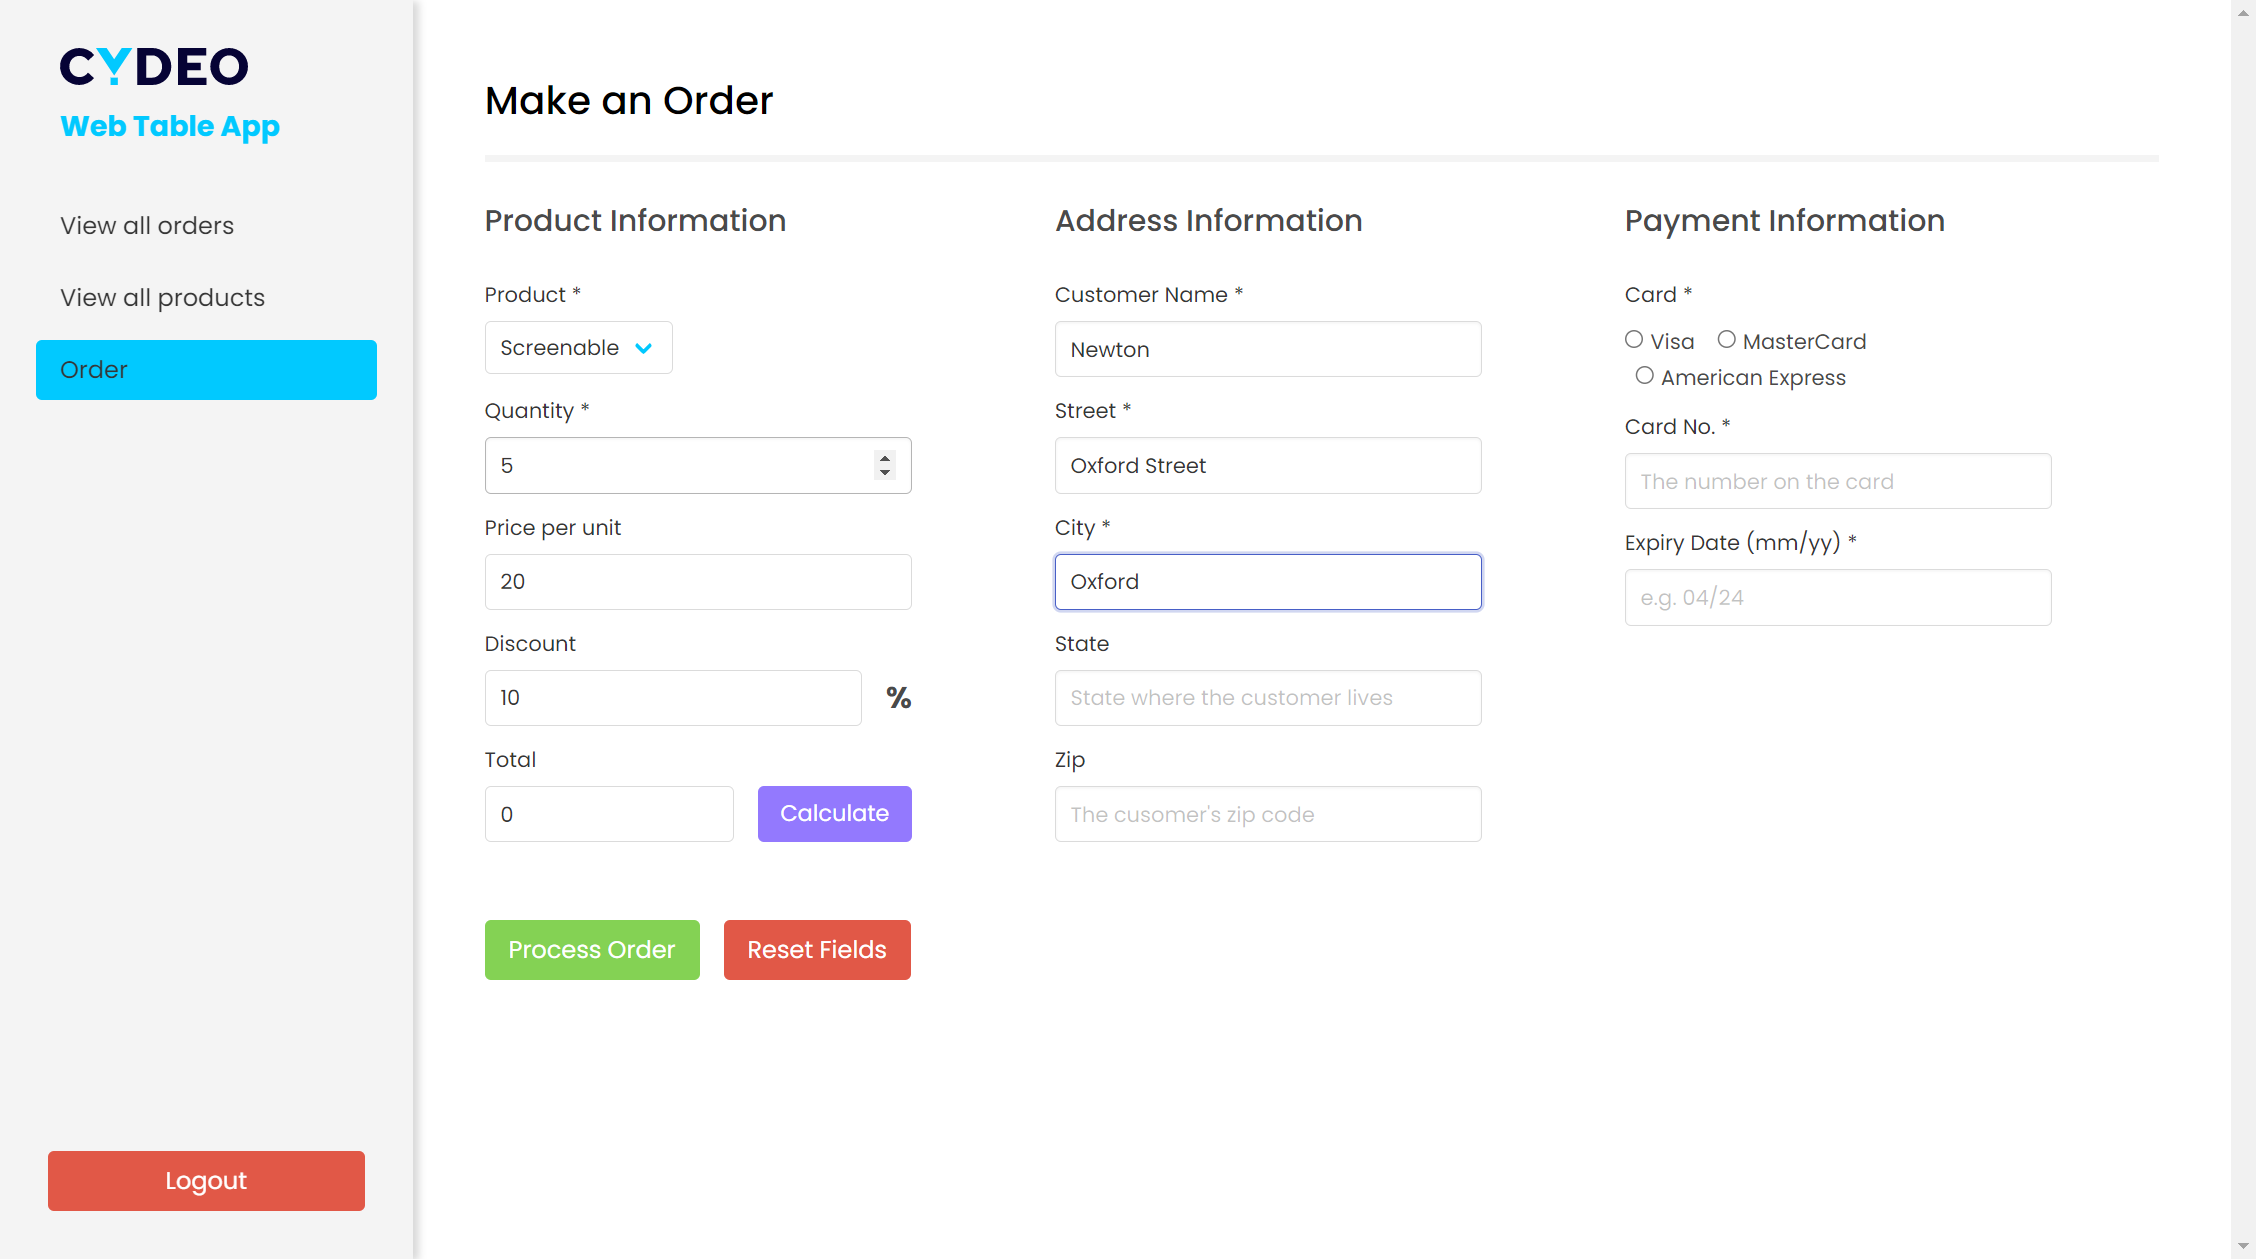 CYDEO
Web Table App
View all orders
View all products
Order
Logout
Make an Order
Product Information
Product *
Screenable
Quantity *
5
Price per unit
20
Discount
10
%
Total
0
Calculate
Process Order
Reset Fields
Address Information
Customer Name *
Newton
Street *
Oxford Street
City *
Oxford
State
State where the customer lives
Zip
The cusomer's zip code
Payment Information
Card *
Visa MasterCard
American Express
Card No. *
The number on the card
Expiry Date (mm/yy) *
e.g. 04/24